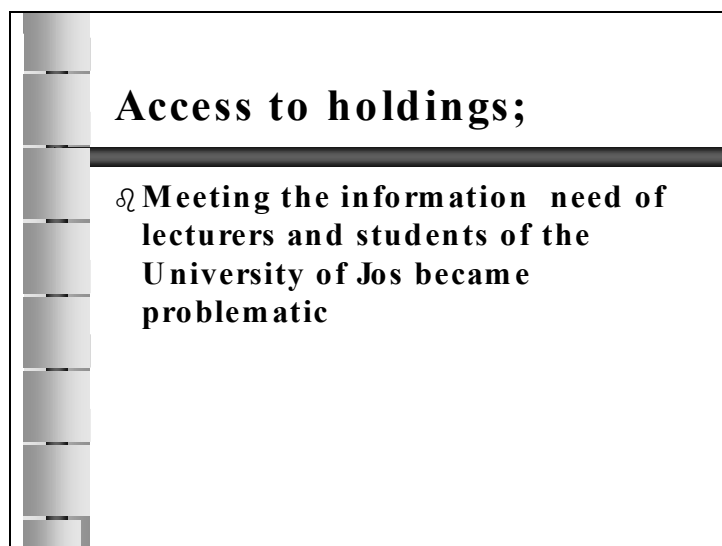 Access to holdings;
♌ Meeting the information need of
lecturers and students of the
University of Jos became
problematic